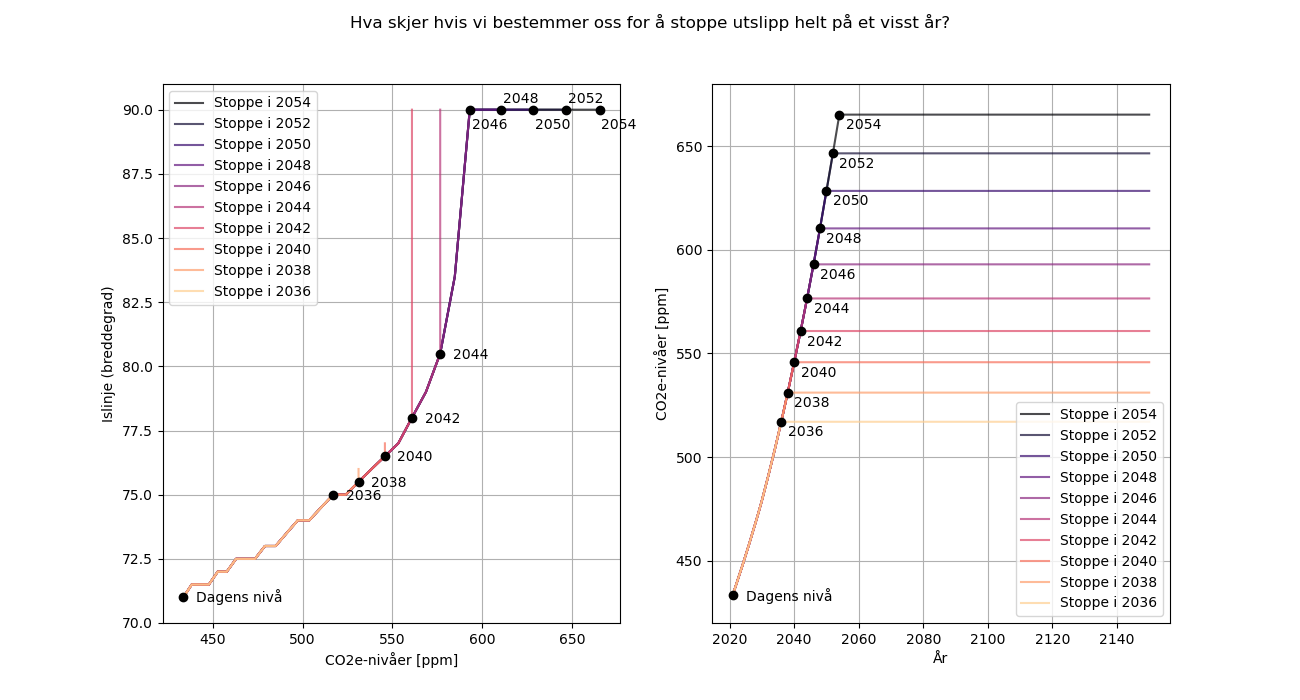 Hva skjer hvis vi bestemmer oss for å stoppe utslipp helt på et visst år?
Islinje (breddegrad)
90.0
87.5
85.0
82.5
80.0
77.5
75.0
72.5
70.0
Stoppe i 2054
Stoppe i 2052
Stoppe i 2050
Stoppe i 2048
Stoppe i 2046
Stoppe i 2044
Stoppe i 2042
Stoppe i 2040
Stoppe i 2038
Stoppe i 2036
2048
2052
2046
2050
2054
2044
2042
2040
2038
2036
Dagens nivå
450
500
550
600
650
CO2e-nivåer [ppm]
CO2e-nivåer [ppm]
650
600
550
500
450
2054
2052
2050
2048
2046
2044
2042
2040
2038
2036
Dagens nivå
Stoppe i 2054
Stoppe i 2052
Stoppe i 2050
Stoppe i 2048
Stoppe i 2046
Stoppe i 2044
Stoppe i 2042
Stoppe i 2040
Stoppe i 2038
Stoppe i 2036
2020
2040
2060
2080
2100
2120
2140
År